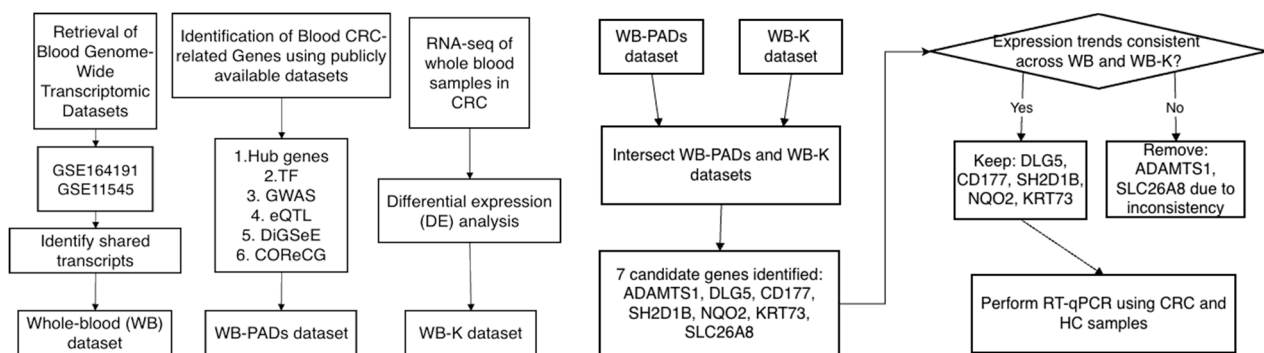 Retrieval of
Blood Genome-
Wide
Transcriptomic
Datasets
GSE164191
GSE11545
Identify shared
transcripts
Whole-blood (WB)
dataset
Identification of Blood CRC-
related Genes using publicly
available datasets
1.Hub genes
2.TF
3. GWAS
4. eQTL
5. DiGSeE
6. COReCG
WB-PADs dataset
RNA-seq of
whole blood
samples in
CRC
Differential expression
(DE) analysis
WB-K dataset
WB-PADs
dataset
WB-K
dataset
Intersect WB-PADs and WB-K
datasets
7 candidate genes identified:
ADAMTS1, DLG5, CD177,
SH2D1B, NQO2, KRT73,
SLC26A8
Expression trends consistent
across WB and WB-K?
Yes
No
Keep: DLG5,
CD177, SH2D1B,
NQO2, KRT73
Remove:
ADAMTS1,
SLC26A8 due to
inconsistency
Perform RT-qPCR using CRC and
HC samples